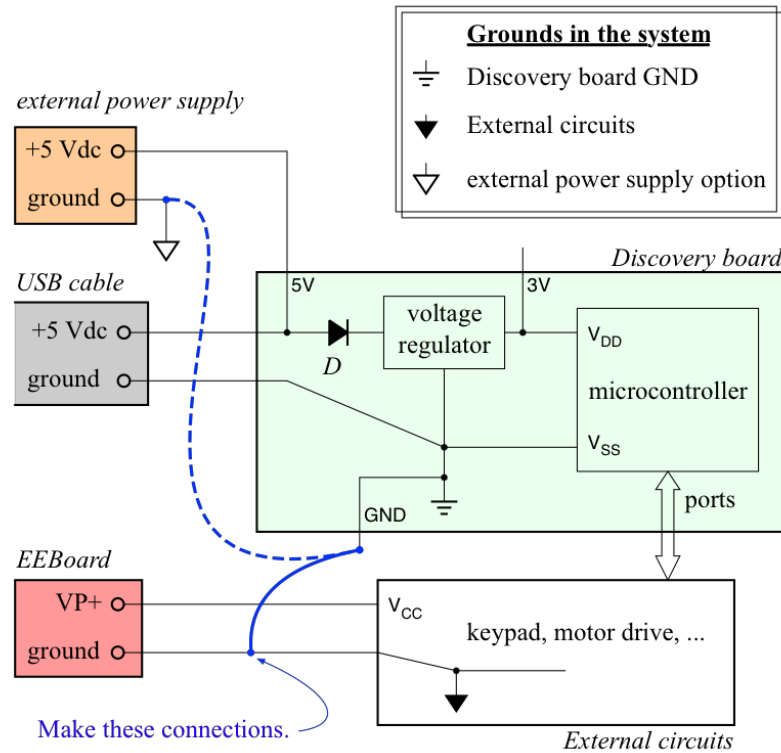 Grounds in the system
Discovery board GND
External circuits
external power supply option
external power supply
+5 Vdc
ground
USB cable
+5 Vdc
ground
Discovery board
5V
3V
D
voltage
regulator
V_DD
microcontroller
V_SS
GND
ports
EEBoard
VP+
ground
V_CC
keypad, motor drive, ...
Make these connections.
External circuits